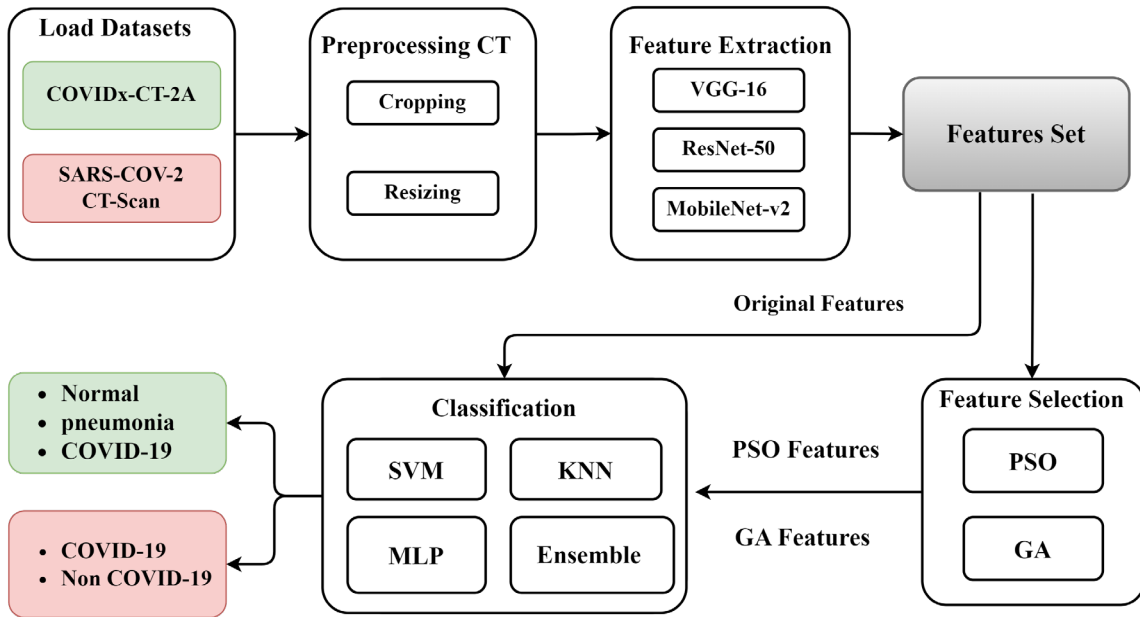 Load Datasets
COVIDx-CT-2A
SARS-COV-2
CT-Scan
Preprocessing CT
Cropping
Resizing
Feature Extraction
VGG-16
ResNet-50
MobileNet-v2
Features Set
Original Features
Feature Selection
PSO
GA
PSO Features
GA Features
Classification
SVM
KNN
MLP
Ensemble
• Normal
• pneumonia
• COVID-19
• COVID-19
• Non COVID-19